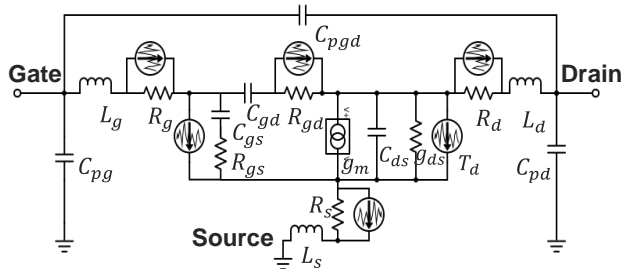 C_pgd
Gate
Drain
L_g
R_g
C_gd
R_gd
R_d
L_d
C_gs
R_gs
g_m
C_ds
g_ds
T_d
C_pg
C_pd
R_s
Source
L_s